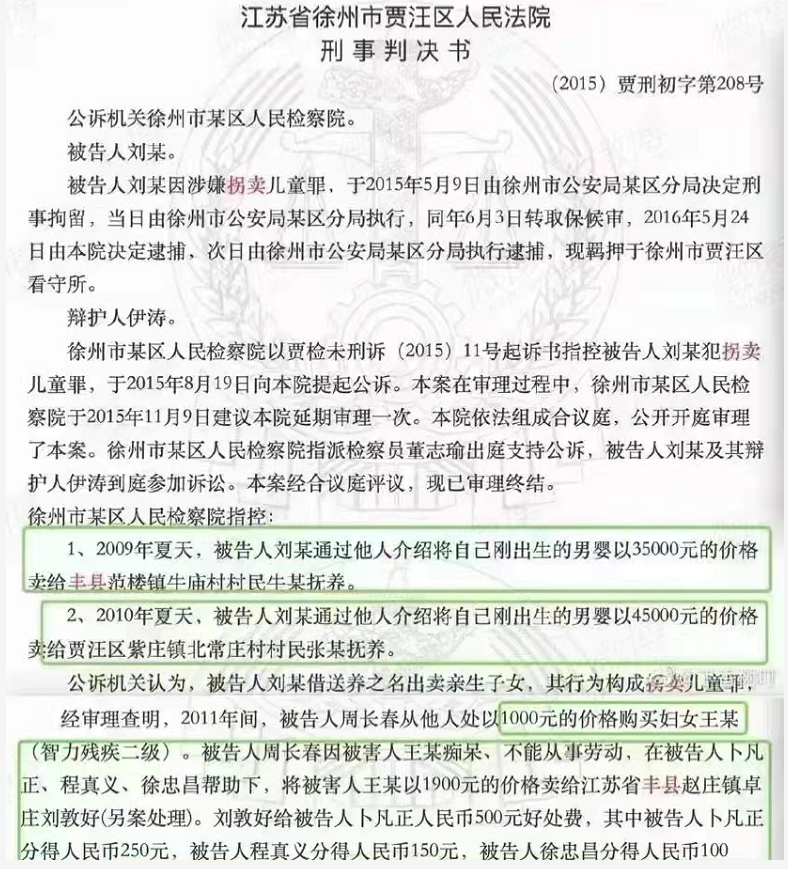 江苏省徐州市贾汪区人民法院
刑事判决书
（2015）贾刑初字第208号
公诉机关徐州市某区人民检察院。
被告人刘某。
被告人刘某因涉嫌拐卖儿童罪，于2015年5月9日由徐州市公安局某区分局决定刑
事拘留，当日由徐州市公安局某区分局执行，同年6月3日转取保候审，2016年5月24
日由本院决定逮捕，次日由徐州市公安局某区分局执行逮捕，现羁押于徐州市贾汪区
看守所。
辩护人伊涛。
徐州市某区人民检察院以贾检未刑诉（2015）11号起诉书指控被告人刘某犯拐卖
儿童罪，于2015年8月19日向本院提起公诉。本案在审理过程中，徐州市某区人民检
察院于2015年11月9日建议本院延期审理一次。本院依法组成合议庭，公开开庭审理
了本案。徐州市某区人民检察院指派检察员董志瑜出庭支持公诉，被告人刘某及其辩
护人伊涛到庭参加诉讼。本案经合议庭评议，现已审理终结。
徐州市某区人民检察院指控：
1、2009年夏天，被告人刘某通过他人介绍将自己刚出生的男婴以35000元的价格
卖给丰县范楼镇牛庙村村民牛某抚养。
2、2010年夏天，被告人刘某通过他人介绍将自己刚出生的男婴以45000元的价格
卖给贾汪区紫庄镇北常庄村村民张某抚养。
公诉机关认为，被告人刘某借送养之名出卖亲生子女，其行为构成拐卖儿童罪，
经审理查明，2011年间，被告人周长春从他人处以1000元的价格购买妇女王某
（智力残疾二级）。被告人周长春因被害人王某痴呆、不能从事劳动，在被告人卜凡
正、程真义、徐忠昌帮助下，将被害人王某以1900元的价格卖给江苏省丰县赵庄镇卓
庄刘敦好(另案处理)。刘敦好给被告人卜凡正人民币500元好处费，其中被告人卜凡正
分得人民币250元，被告人程真义分得人民币150元，被告人徐忠昌分得人民币100